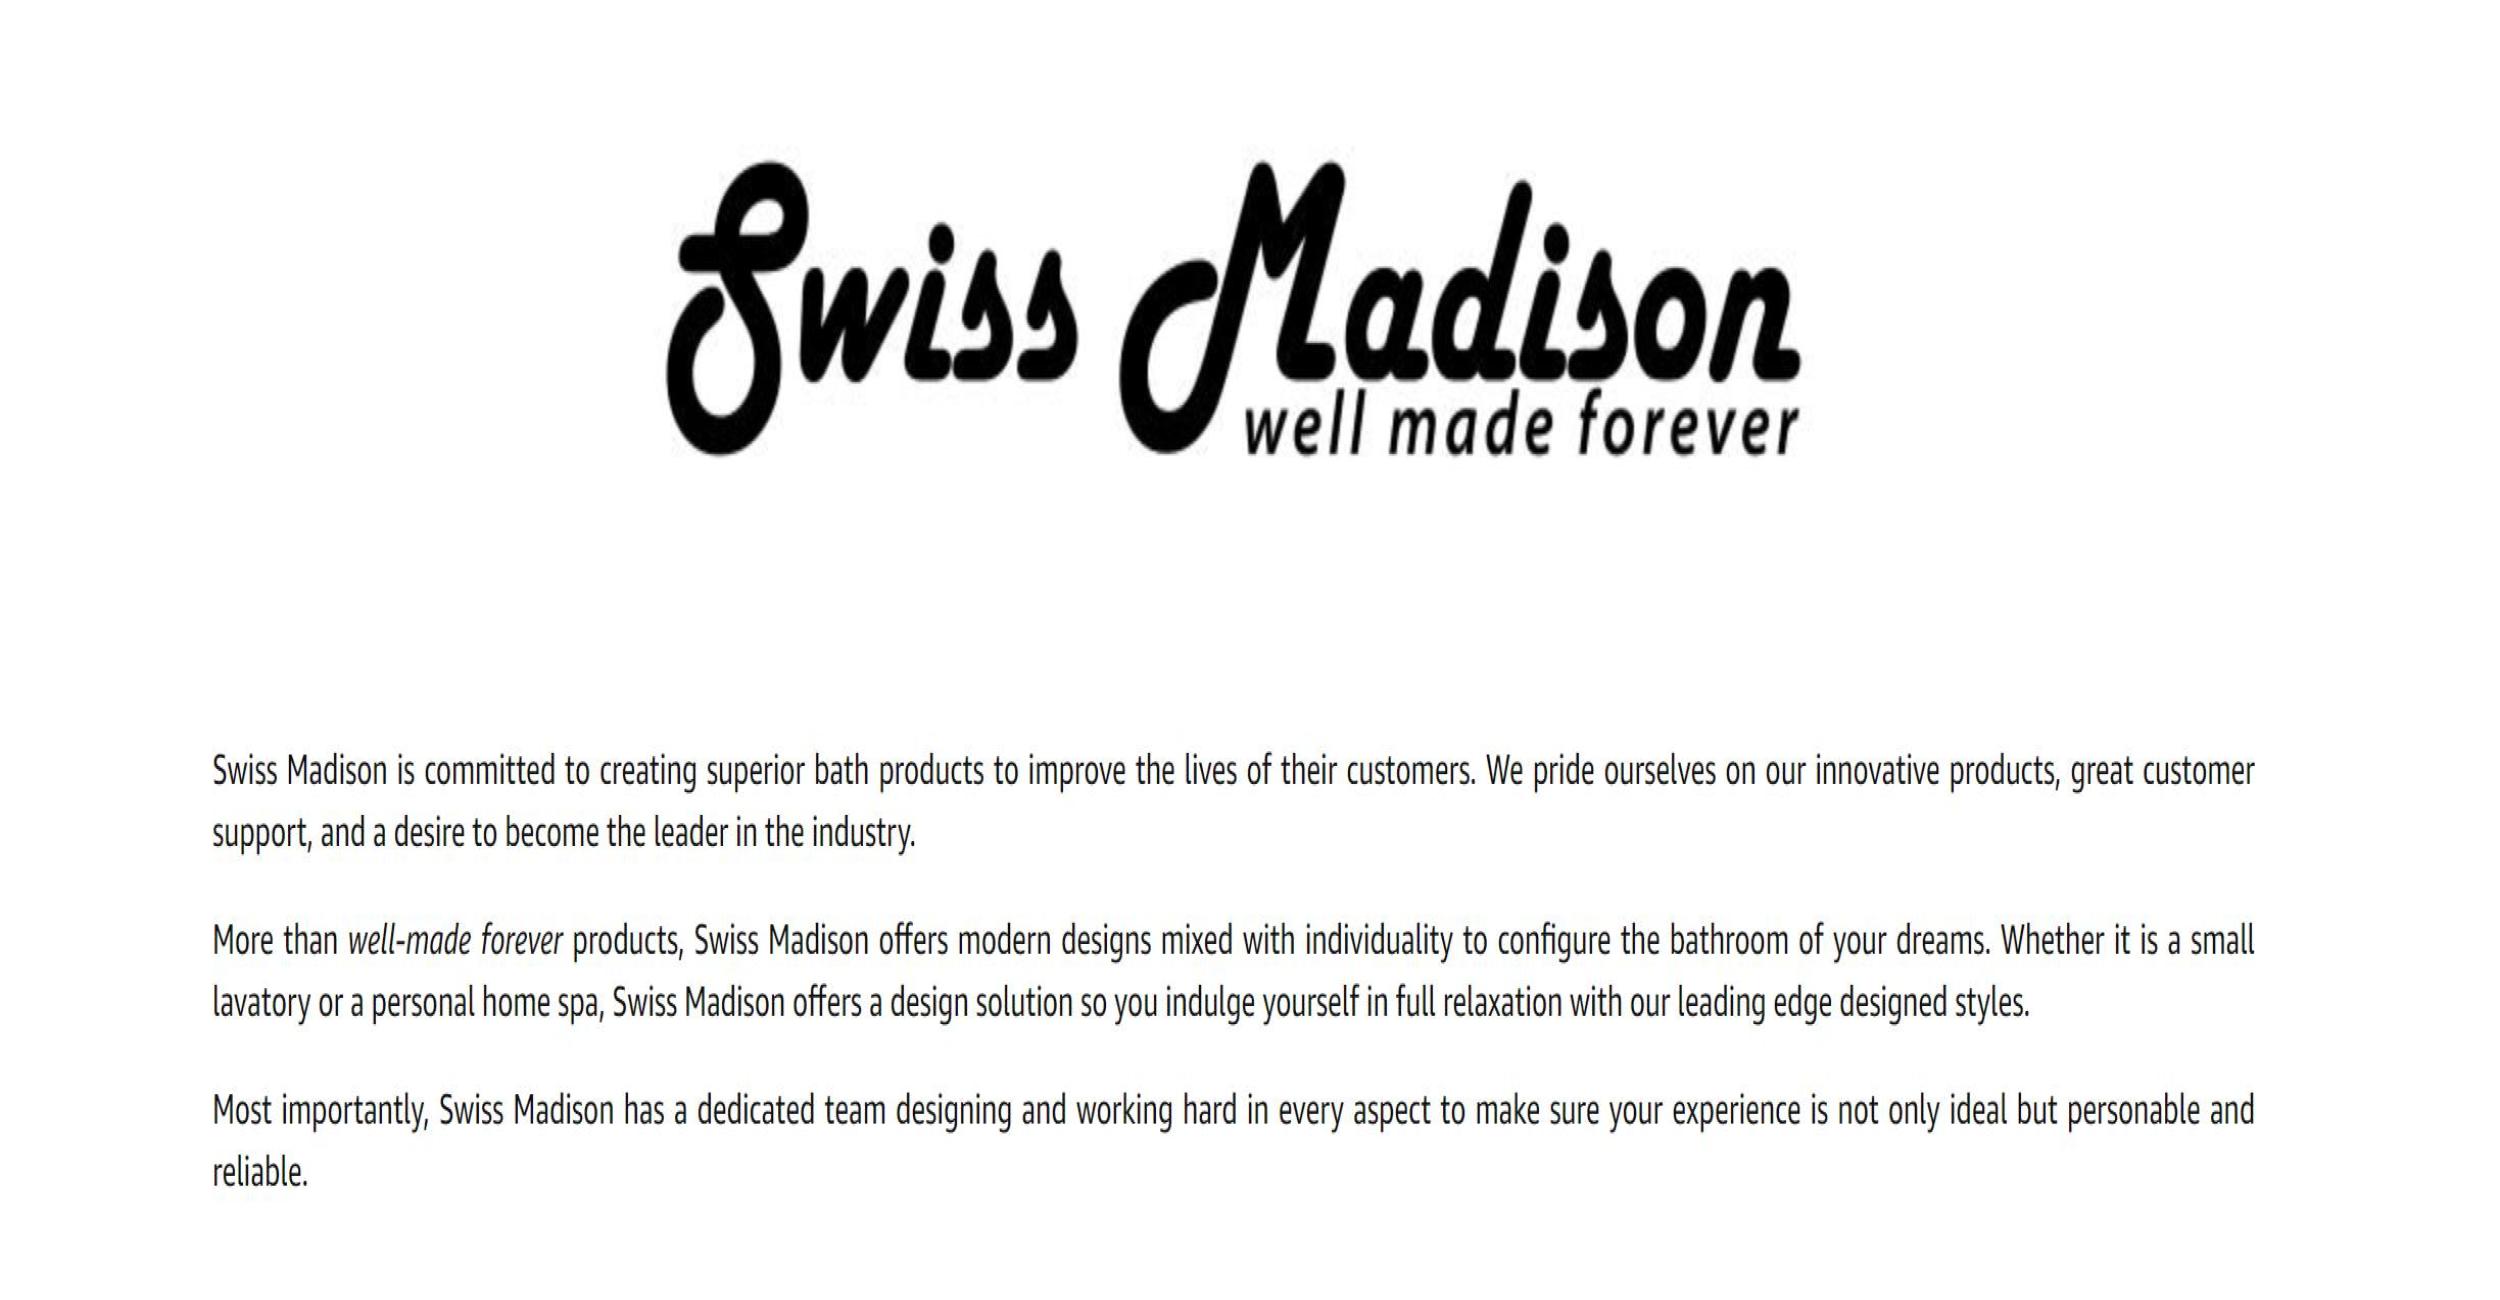 Swiss Madison
well made forever
Swiss Madison is committed to creating superior bath products to improve the lives of their customers. We pride ourselves on our innovative products, great customer
support, and a desire to become the leader in the industry.
More than well-made forever products, Swiss Madison offers modern designs mixed with individuality to configure the bathroom of your dreams. Whether it is a small
lavatory or a personal home spa, Swiss Madison offers a design solution so you indulge yourself in full relaxation with our leading edge designed styles.
Most importantly, Swiss Madison has a dedicated team designing and working hard in every aspect to make sure your experience is not only ideal but personable and
reliable.